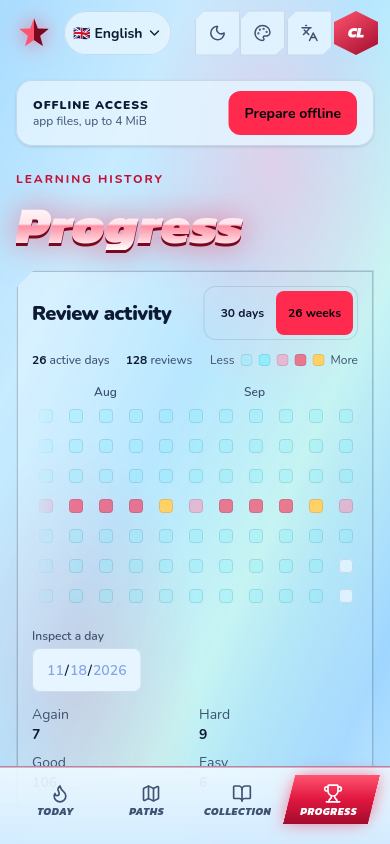 🇬🇧 English
CL
OFFLINE ACCESS
app files, up to 4 MiB
Prepare offline
LEARNING HISTORY
Progress
Review activity
30 days
26 weeks
26 active days
128 reviews
Less
More
Aug
Sep
Inspect a day
11/18/2026
Again
Hard
7
9
Good
Easy
106
6
TODAY
PATHS
COLLECTION
PROGRESS